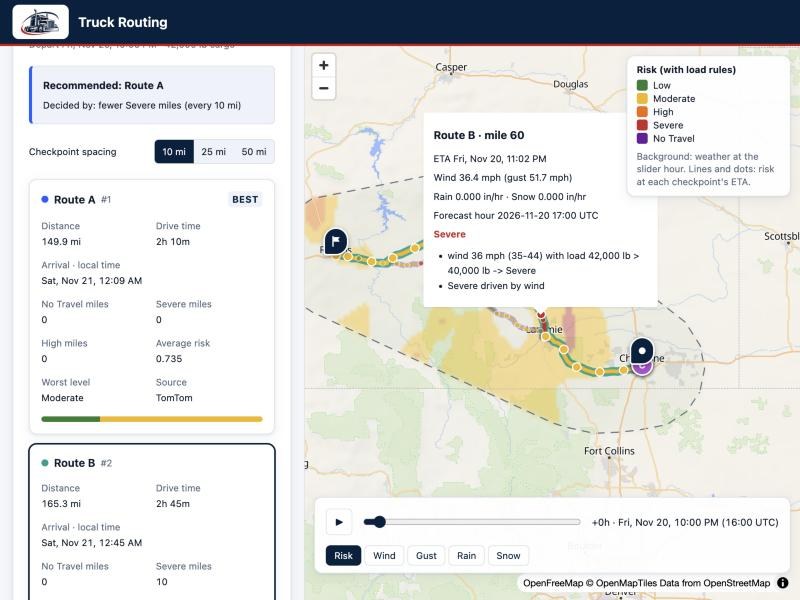 Truck Routing
Recommended: Route A
Decided by: fewer Severe miles (every 10 mi)
Checkpoint spacing
10 mi
25 mi
50 mi
Route A #1
BEST
Distance
Drive time
149.9 mi
2h 10m
Arrival · local time
Sat, Nov 21, 12:09 AM
No Travel miles
Severe miles
0
0
High miles
Average risk
0
0.735
Worst level
Source
Moderate
TomTom
Route B #2
Distance
Drive time
165.3 mi
2h 45m
Arrival · local time
Sat, Nov 21, 12:45 AM
No Travel miles
Severe miles
0
10
+
−
Casper
Douglas
Route B · mile 60
ETA Fri, Nov 20, 11:02 PM
Wind 36.4 mph (gust 51.7 mph)
Rain 0.000 in/hr · Snow 0.000 in/hr
Forecast hour 2026-11-20 17:00 UTC
Severe
• wind 36 mph (35-44) with load 42,000 lb >
40,000 lb -> Severe
• Severe driven by wind
Risk (with load rules)
Low
Moderate
High
Severe
No Travel
Background: weather at the
slider hour. Lines and dots: risk
at each checkpoint's ETA.
Scottsbl
Fort Collins
+0h · Fri, Nov 20, 10:00 PM (16:00 UTC)
Risk
Wind
Gust
Rain
Snow
Boulder
OpenFreeMap © OpenMapTiles Data from OpenStreetMap
Denver